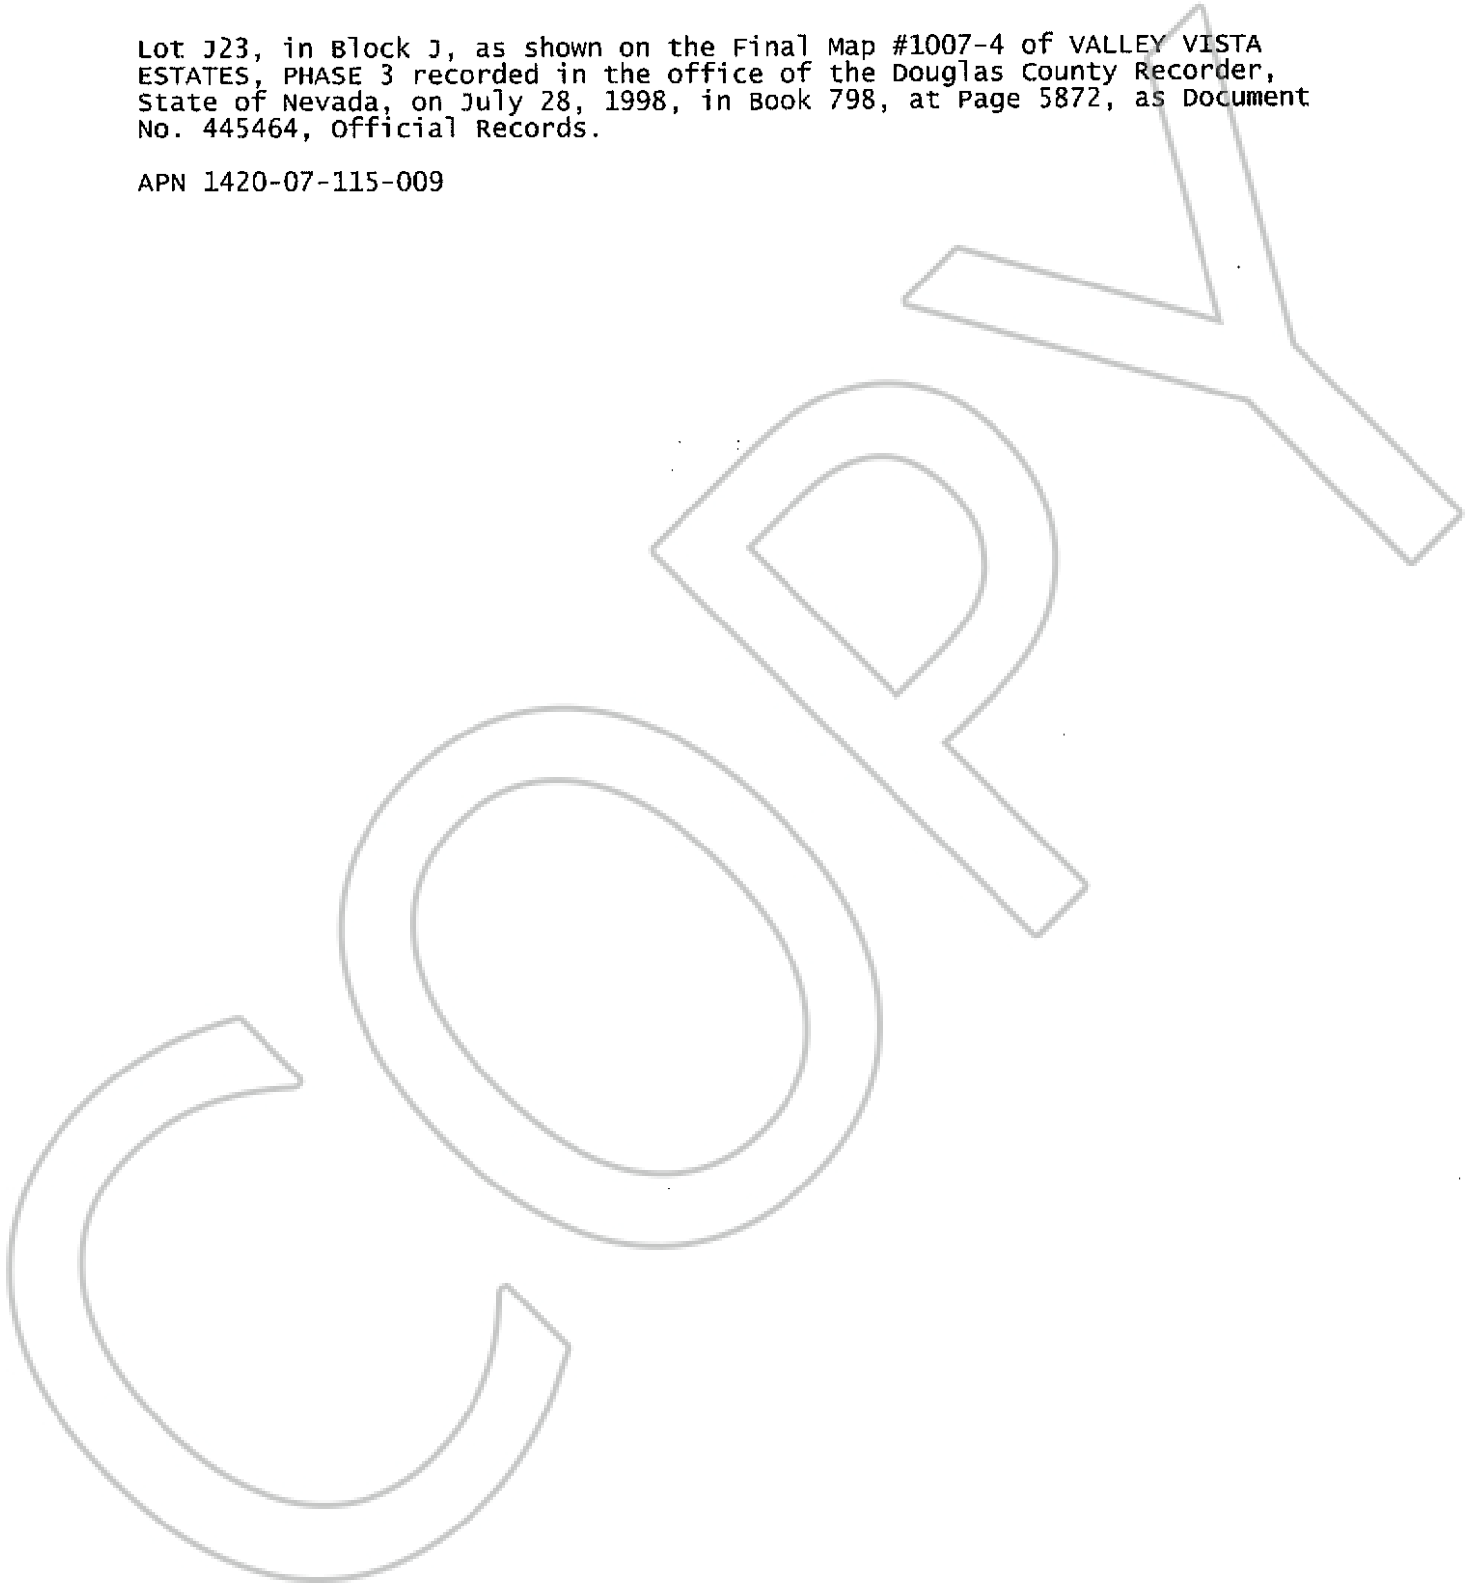 Lot J23, in Block J, as shown on the Final Map #1007-4 of VALLEY VISTA
ESTATES, PHASE 3 recorded in the office of the Douglas County Recorder,
State of Nevada, on July 28, 1998, in Book 798, at Page 5872, as Document
No. 445464, Official Records.
APN 1420-07-115-009
COPY